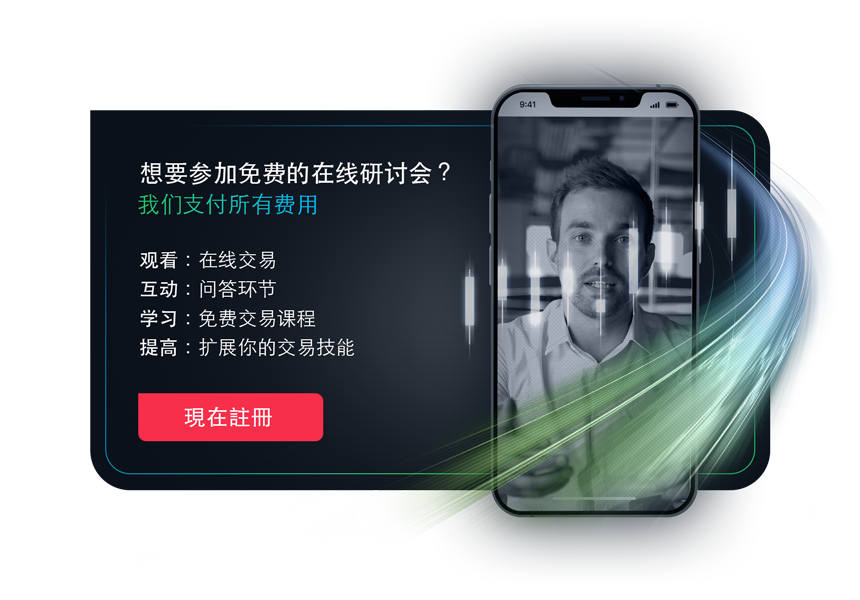 想要参加免费的在线研讨会？
我们支付所有费用
观看：在线交易
互动：问答环节
学习：免费交易课程
提高：扩展你的交易技能
現在註冊
9:41